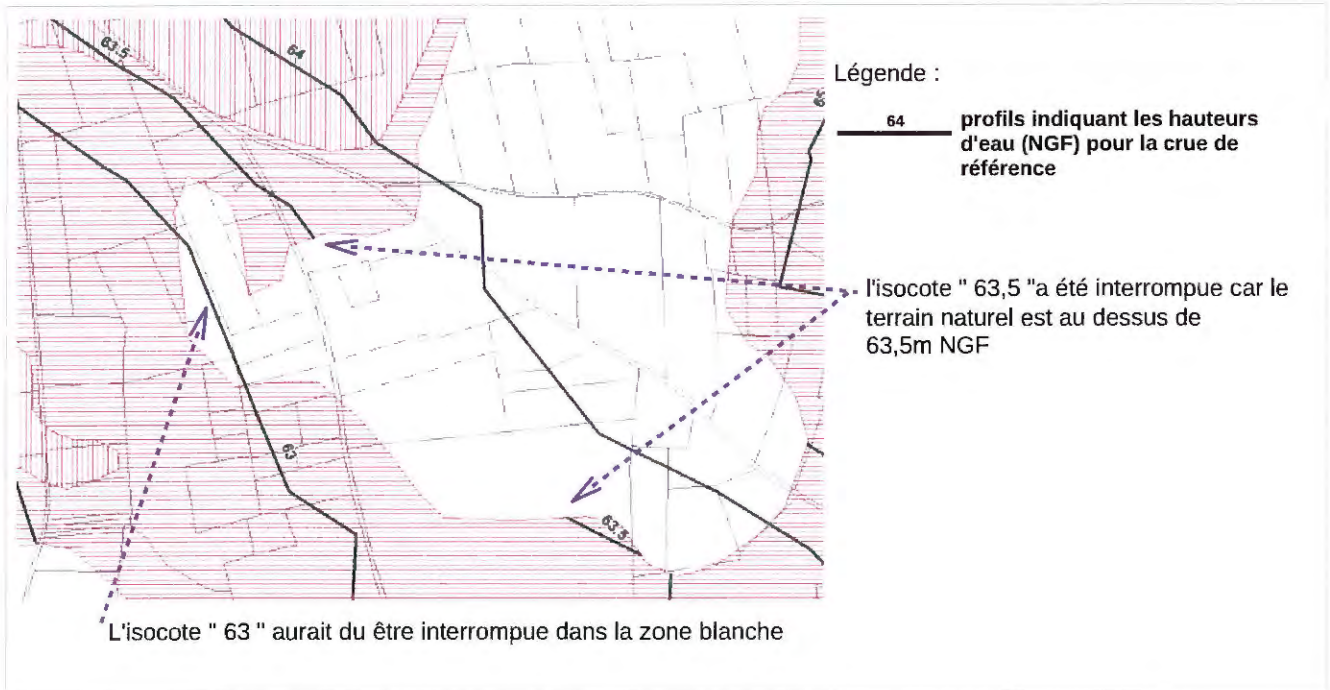 63.5
64
Légende :
64
profils indiquant les hauteurs
d'eau (NGF) pour la crue de
référence
l'isocote " 63,5 "a été interrompue car le
terrain naturel est au dessus de
63,5m NGF
63
63.5
L'isocote " 63 " aurait du être interrompue dans la zone blanche